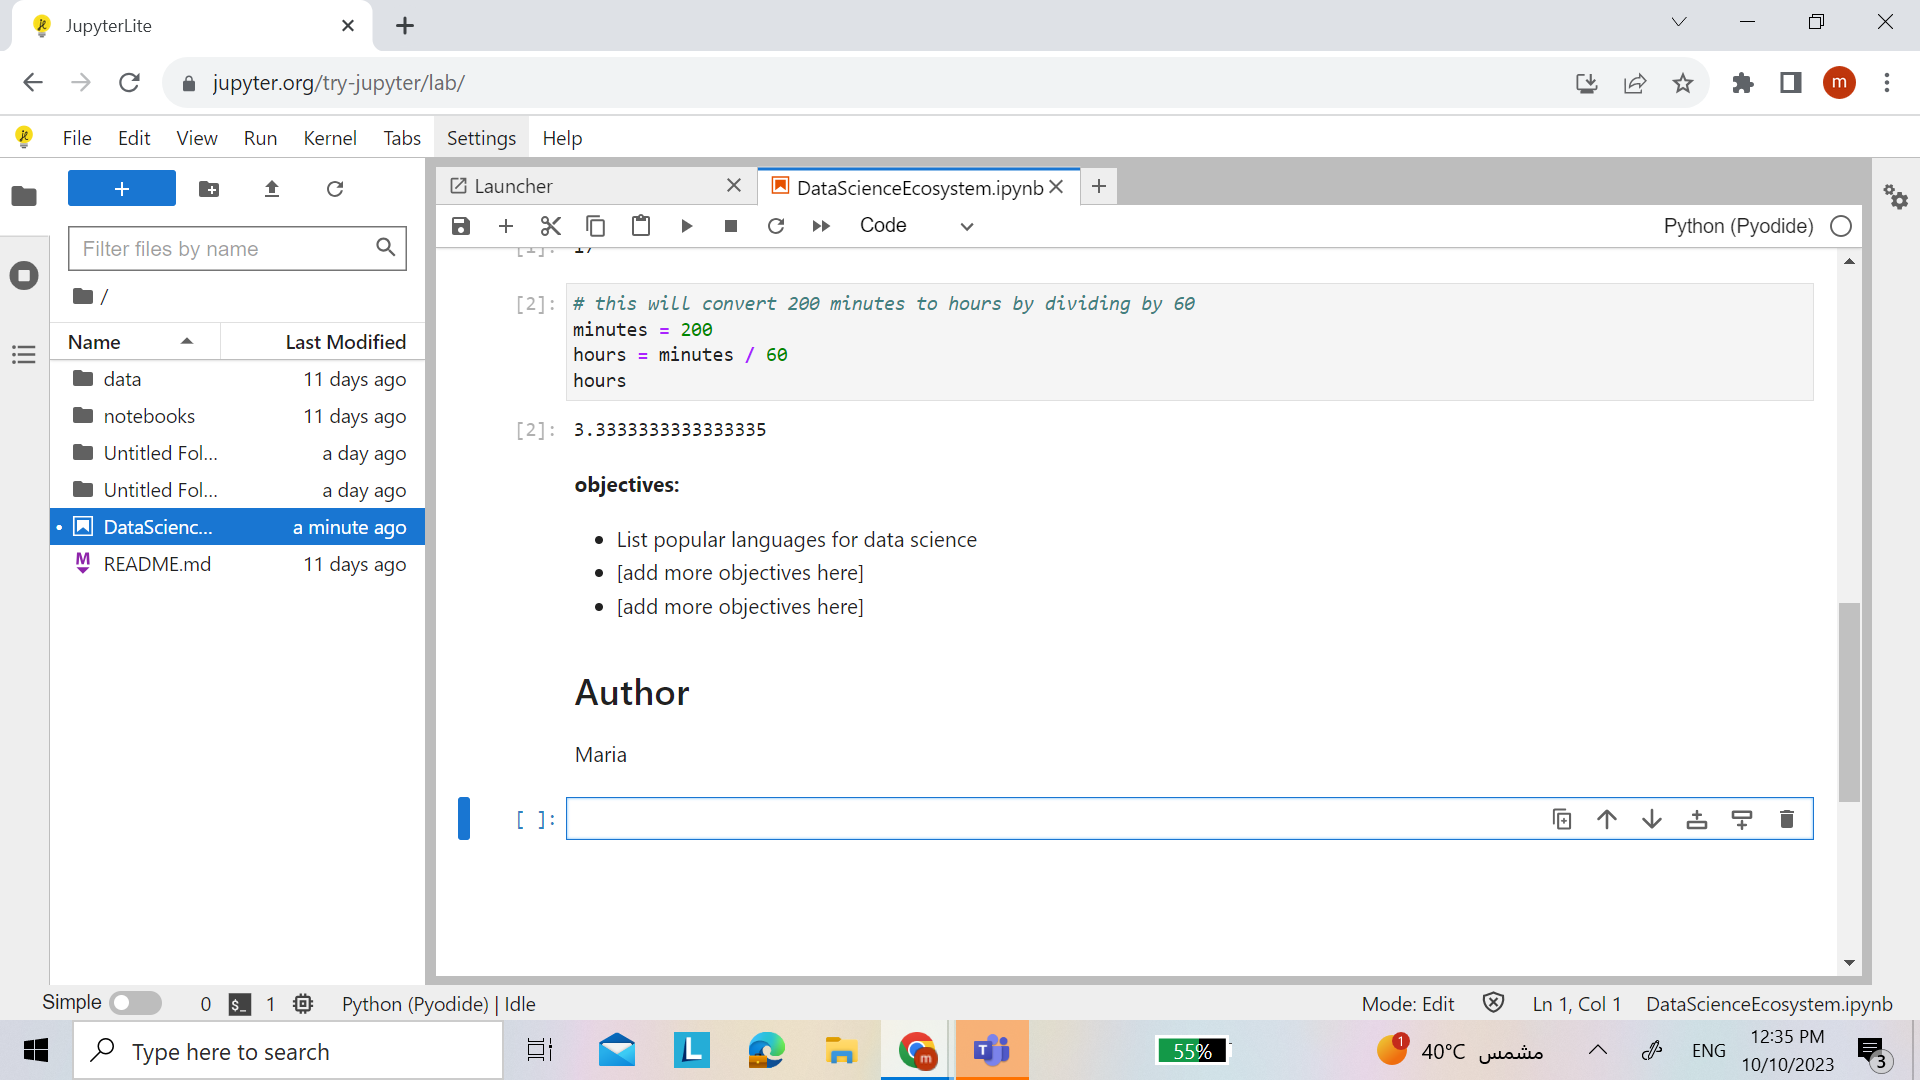 JupyterLite
jupyter.org/try-jupyter/lab/
m
File Edit View Run Kernel Tabs Settings Help
Launcher
DataScienceEcosystem.ipynb
Code
Python (Pyodide)
Filter files by name
/
Name Last Modified
data 11 days ago
notebooks 11 days ago
Untitled Fol... a day ago
Untitled Fol... a day ago
DataScienc... a minute ago
README.md 11 days ago
[1]: 17
[2]: # this will convert 200 minutes to hours by dividing by 60
minutes = 200
hours = minutes / 60
hours
[2]: 3.3333333333333335
objectives:
• List popular languages for data science
• [add more objectives here]
• [add more objectives here]
Author
Maria
[ ]:
Simple 0 $_ 1 Python (Pyodide) | Idle
Mode: Edit Ln 1, Col 1 DataScienceEcosystem.ipynb
Type here to search
L
m
T
55%
1
40°C مشمس
ENG
12:35 PM
10/10/2023
3